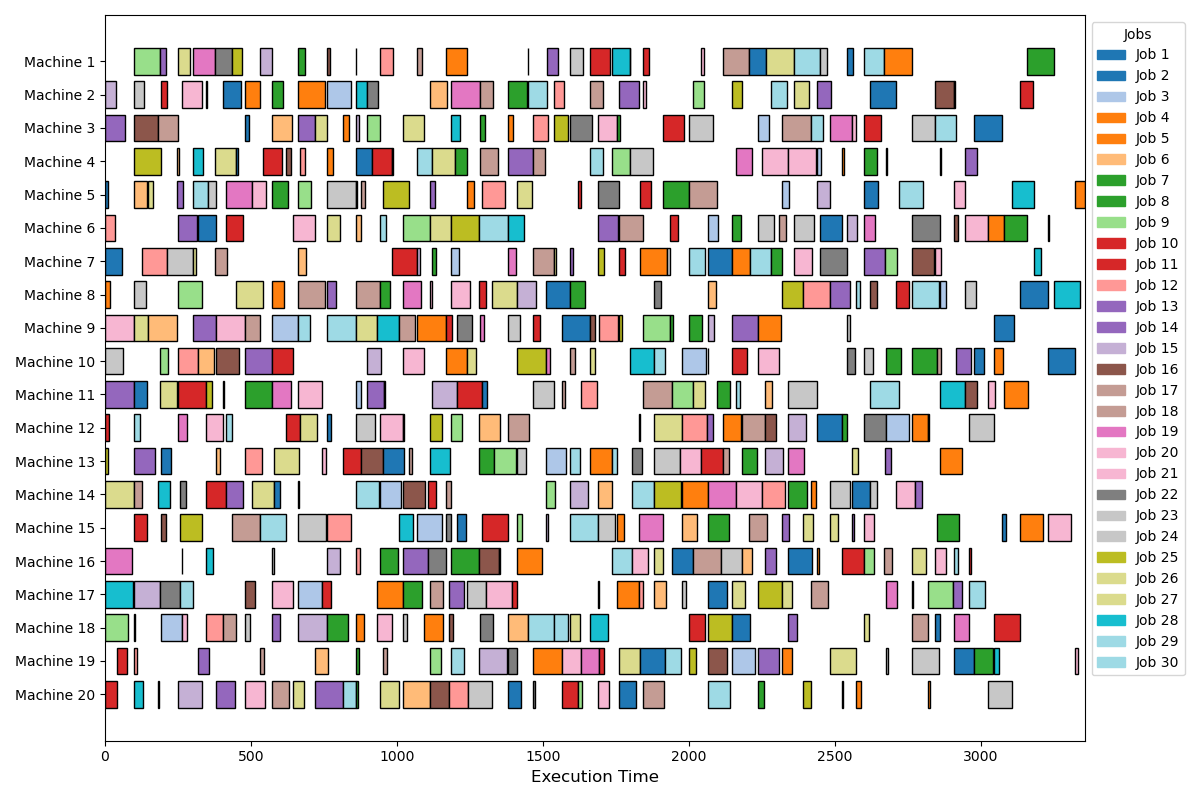 Machine 1
Machine 2
Machine 3
Machine 4
Machine 5
Machine 6
Machine 7
Machine 8
Machine 9
Machine 10
Machine 11
Machine 12
Machine 13
Machine 14
Machine 15
Machine 16
Machine 17
Machine 18
Machine 19
Machine 20
0 500 1000 1500 2000 2500 3000
Execution Time
Jobs
Job 1
Job 2
Job 3
Job 4
Job 5
Job 6
Job 7
Job 8
Job 9
Job 10
Job 11
Job 12
Job 13
Job 14
Job 15
Job 16
Job 17
Job 18
Job 19
Job 20
Job 21
Job 22
Job 23
Job 24
Job 25
Job 26
Job 27
Job 28
Job 29
Job 30